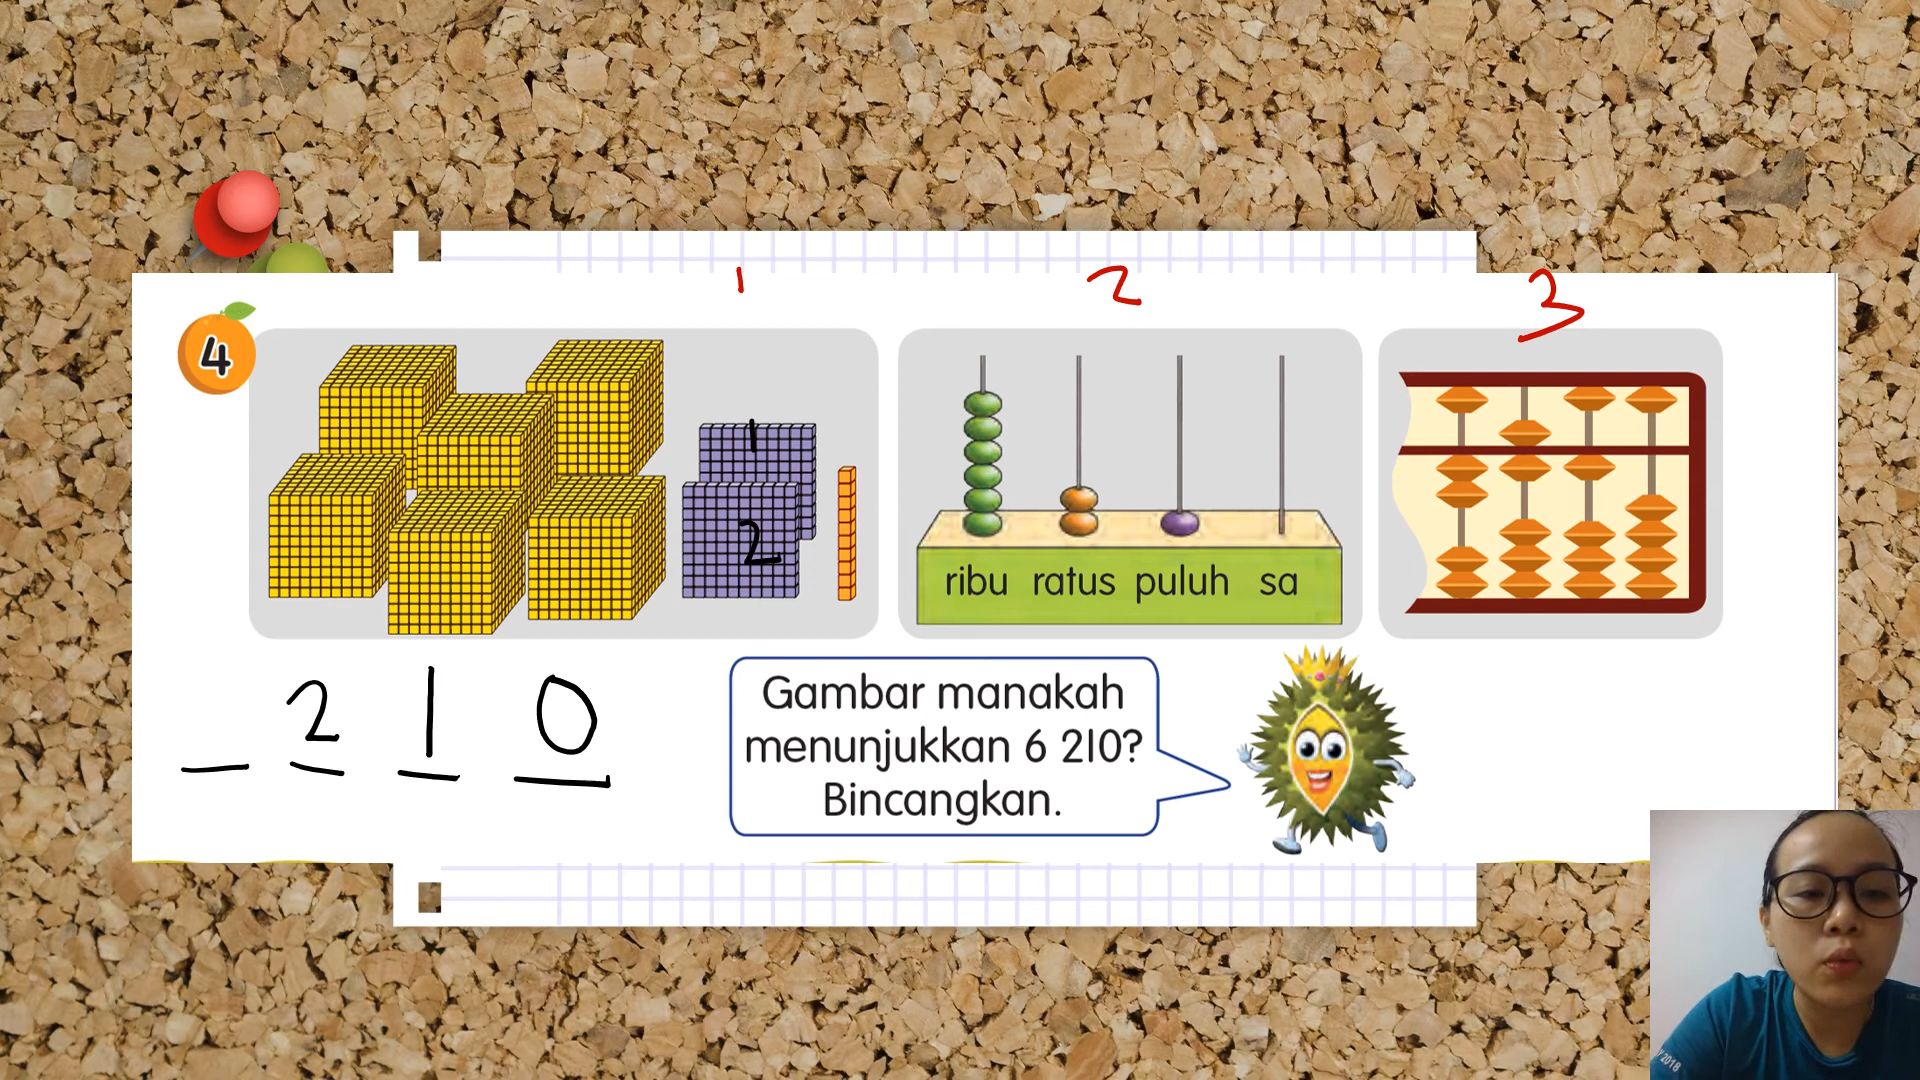 1 2 3
4
1
2
ribu ratus puluh sa
_ 2 1 0
Gambar manakah
menunjukkan 6 210?
Bincangkan.
2018